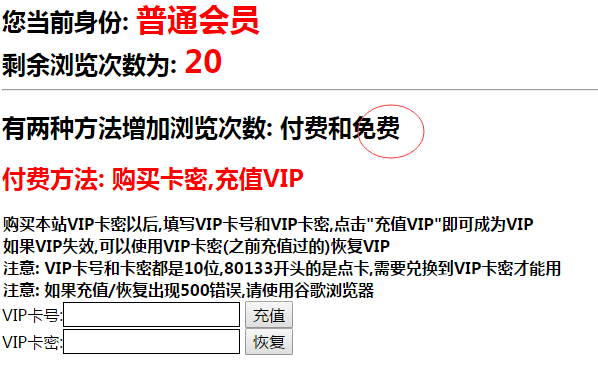 您当前身份: 普通会员
剩余浏览次数为: 20
有两种方法增加浏览次数: 付费和免费
付费方法: 购买卡密,充值VIP
购买本站VIP卡密以后,填写VIP卡号和VIP卡密,点击"充值VIP"即可成为VIP
如果VIP失效,可以使用VIP卡密(之前充值过的)恢复VIP
注意: VIP卡号和卡密都是10位,80133开头的是点卡,需要兑换到VIP卡密才能用
注意: 如果充值/恢复出现500错误,请使用谷歌浏览器
VIP卡号: 充值
VIP卡密: 恢复